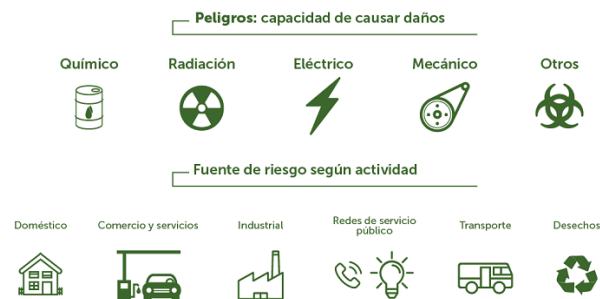 Peligros: capacidad de causar daños
Químico
Radiación
Eléctrico
Mecánico
Otros
Fuente de riesgo según actividad
Doméstico
Comercio y servicios
Industrial
Redes de servicio
público
Transporte
Desechos